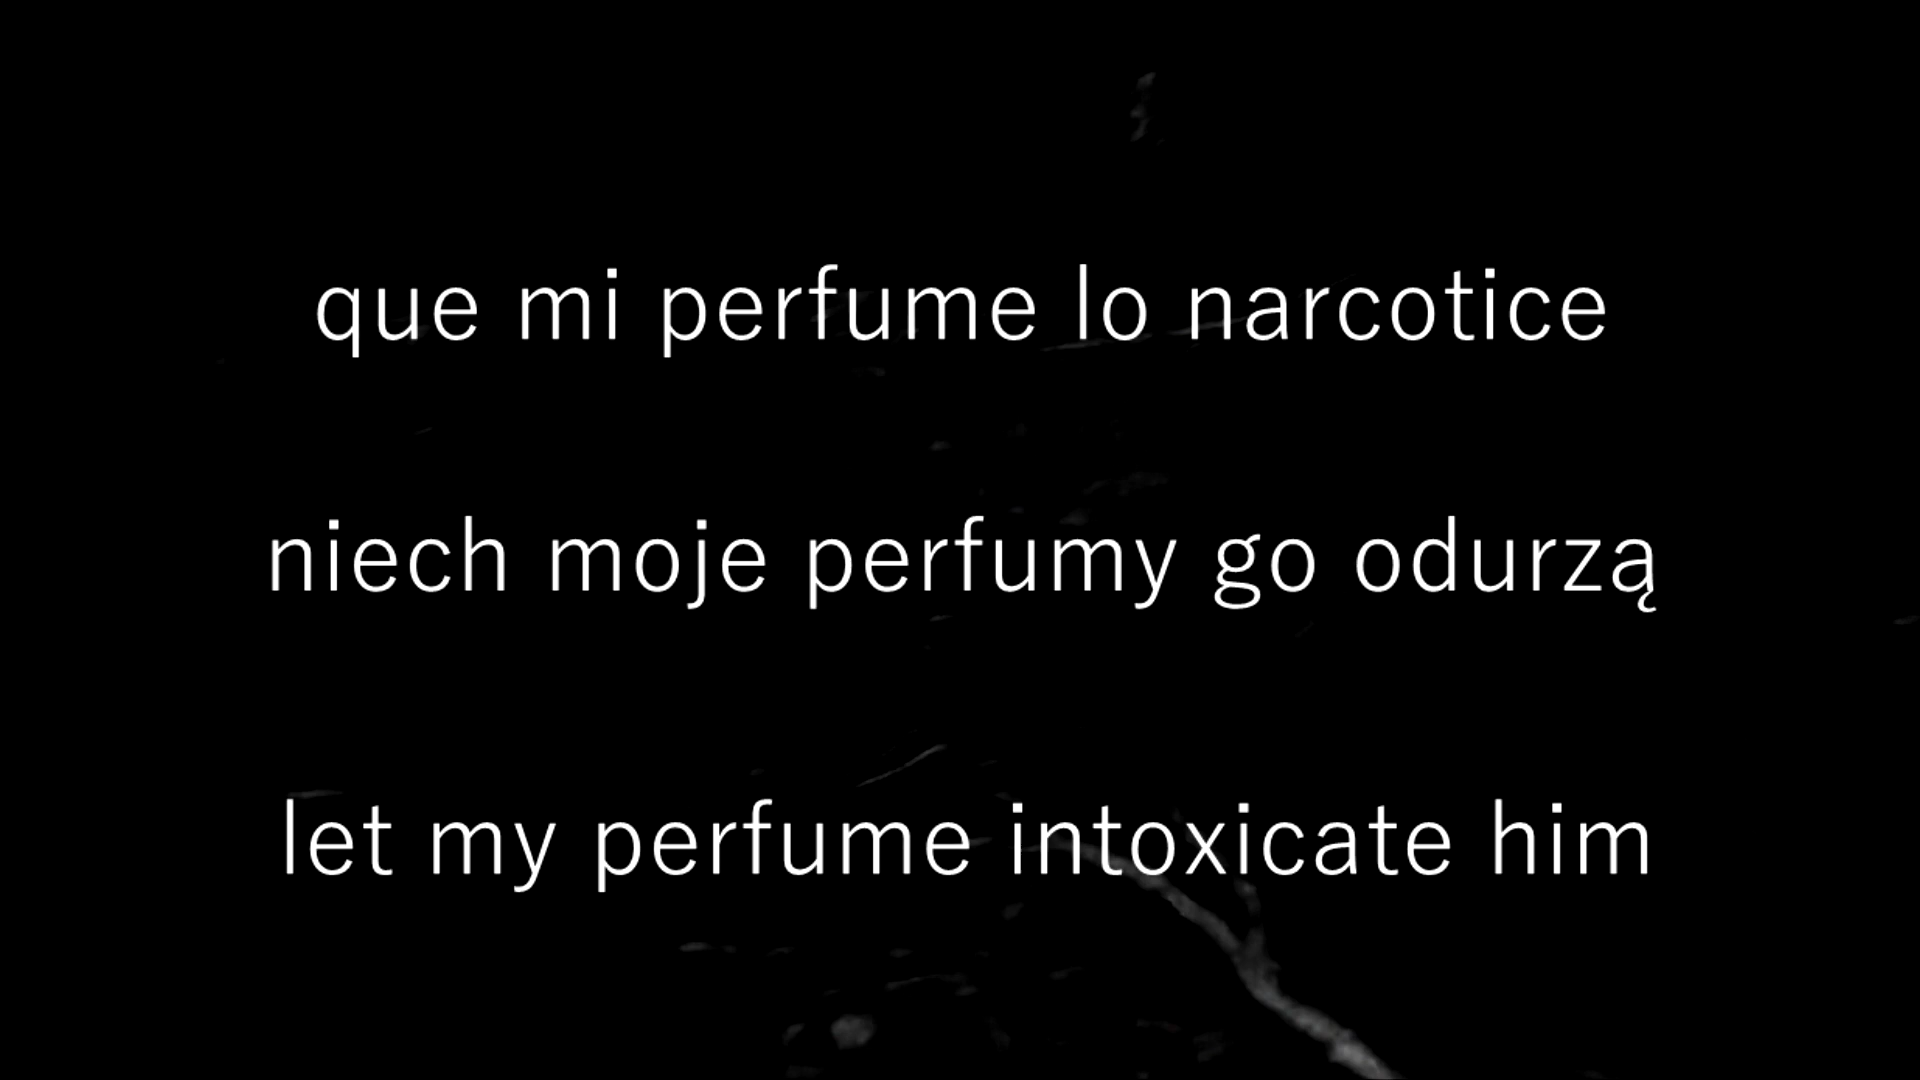 que mi perfume lo narcotice
niech moje perfumy go odurzą
let my perfume intoxicate him